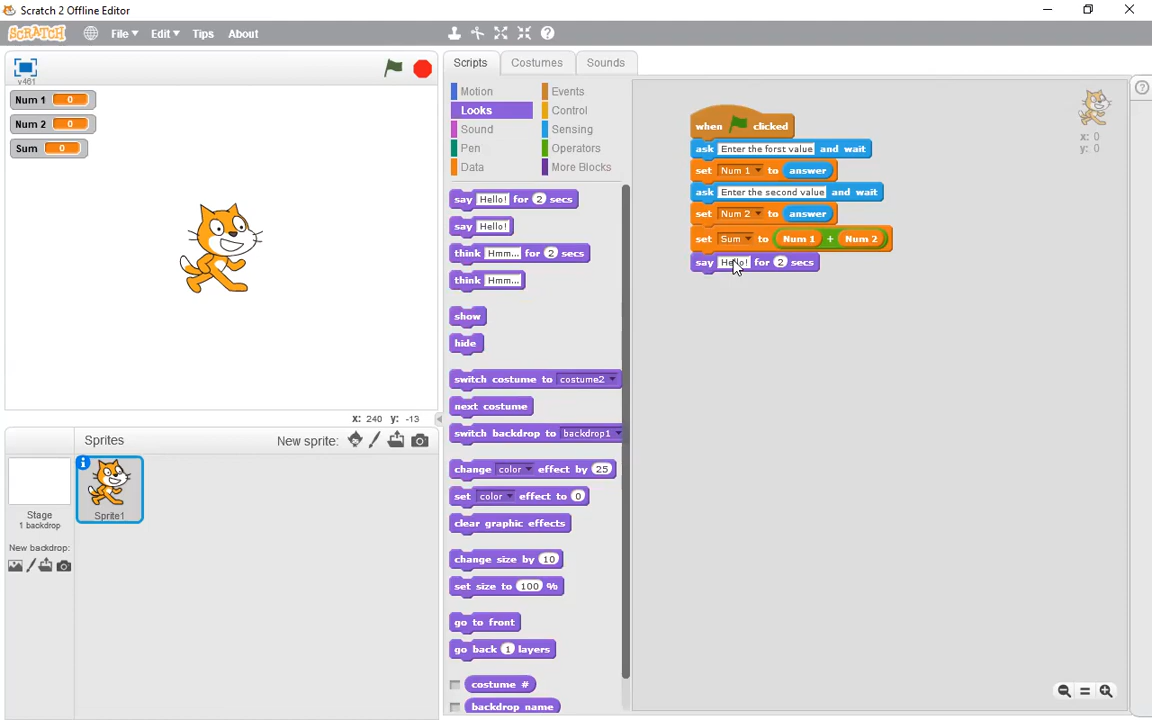 Scratch 2 Offline Editor
SCRATCH File Edit Tips About
v461
Num 1 0
Num 2 0
Sum 0
x: 240 y: -13
Sprites New sprite:
Stage
1 backdrop
New backdrop:
Sprite1
Scripts Costumes Sounds
Motion Events
Looks Control
Sound Sensing
Pen Operators
Data More Blocks
say Hello! for 2 secs
say Hello!
think Hmm... for 2 secs
think Hmm...
show
hide
switch costume to costume2
next costume
switch backdrop to backdrop1
change color effect by 25
set color effect to 0
clear graphic effects
change size by 10
set size to 100 %
go to front
go back 1 layers
costume #
backdrop name
when clicked
ask Enter the forst value and wait
set Num 1 to answer
ask Enter the second value and wait
set Num 2 to answer
set Sum to Num 1 + Num 2
say Hello! for 2 secs
x: 0
y: 0